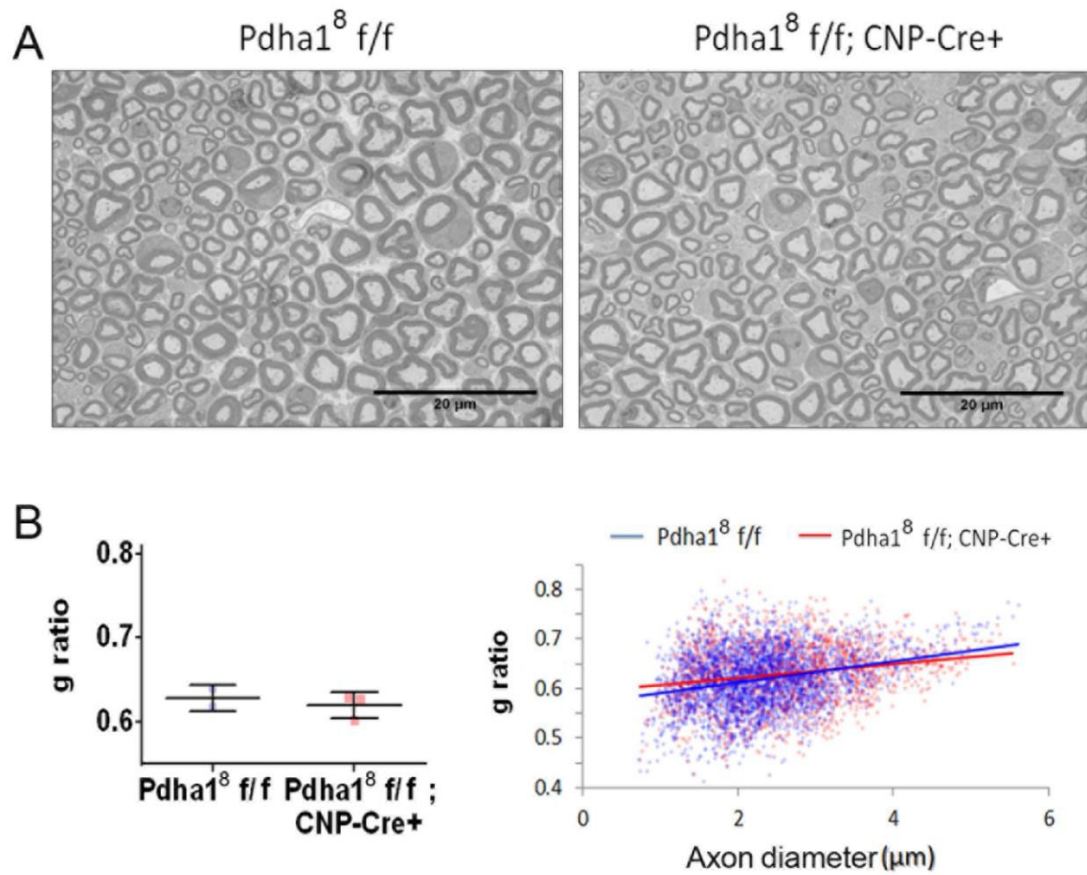 A
Pdha1⁸ f/f
Pdha1⁸ f/f; CNP-Cre+
20 µm
20 µm
B
0.8
0.7
0.6
g ratio
Pdha1⁸ f/f
Pdha1⁸ f/f ;
CNP-Cre+
Pdha1⁸ f/f
Pdha1⁸ f/f; CNP-Cre+
0.8
0.7
0.6
0.5
0.4
g ratio
0
2
4
6
Axon diameter(µm)